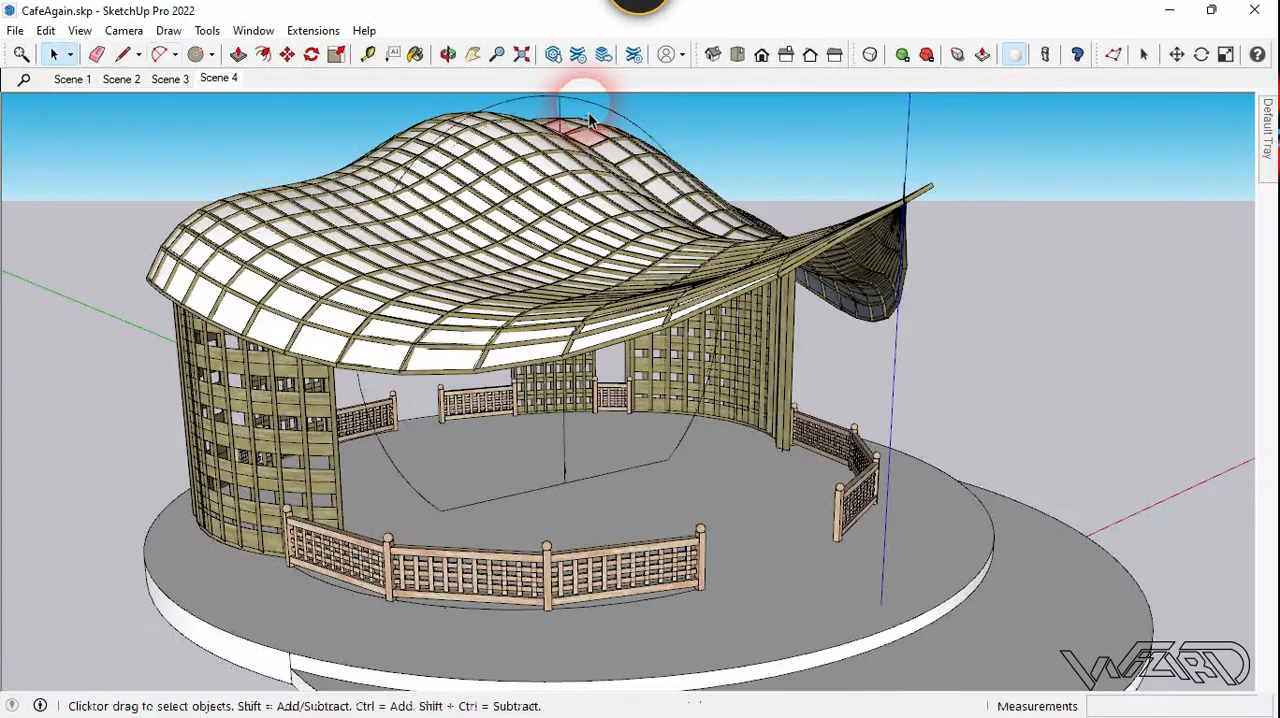 CafeAgain.skp - SketchUp Pro 2022
File Edit View Camera Draw Tools Window Extensions Help
Scene 1 Scene 2 Scene 3 Scene 4
Default Tray
WIZARD
Clicktor drag to select objects. Shift = Add/Subtract. Ctrl = Add. Shift + Ctrl = Subtract.
Measurements